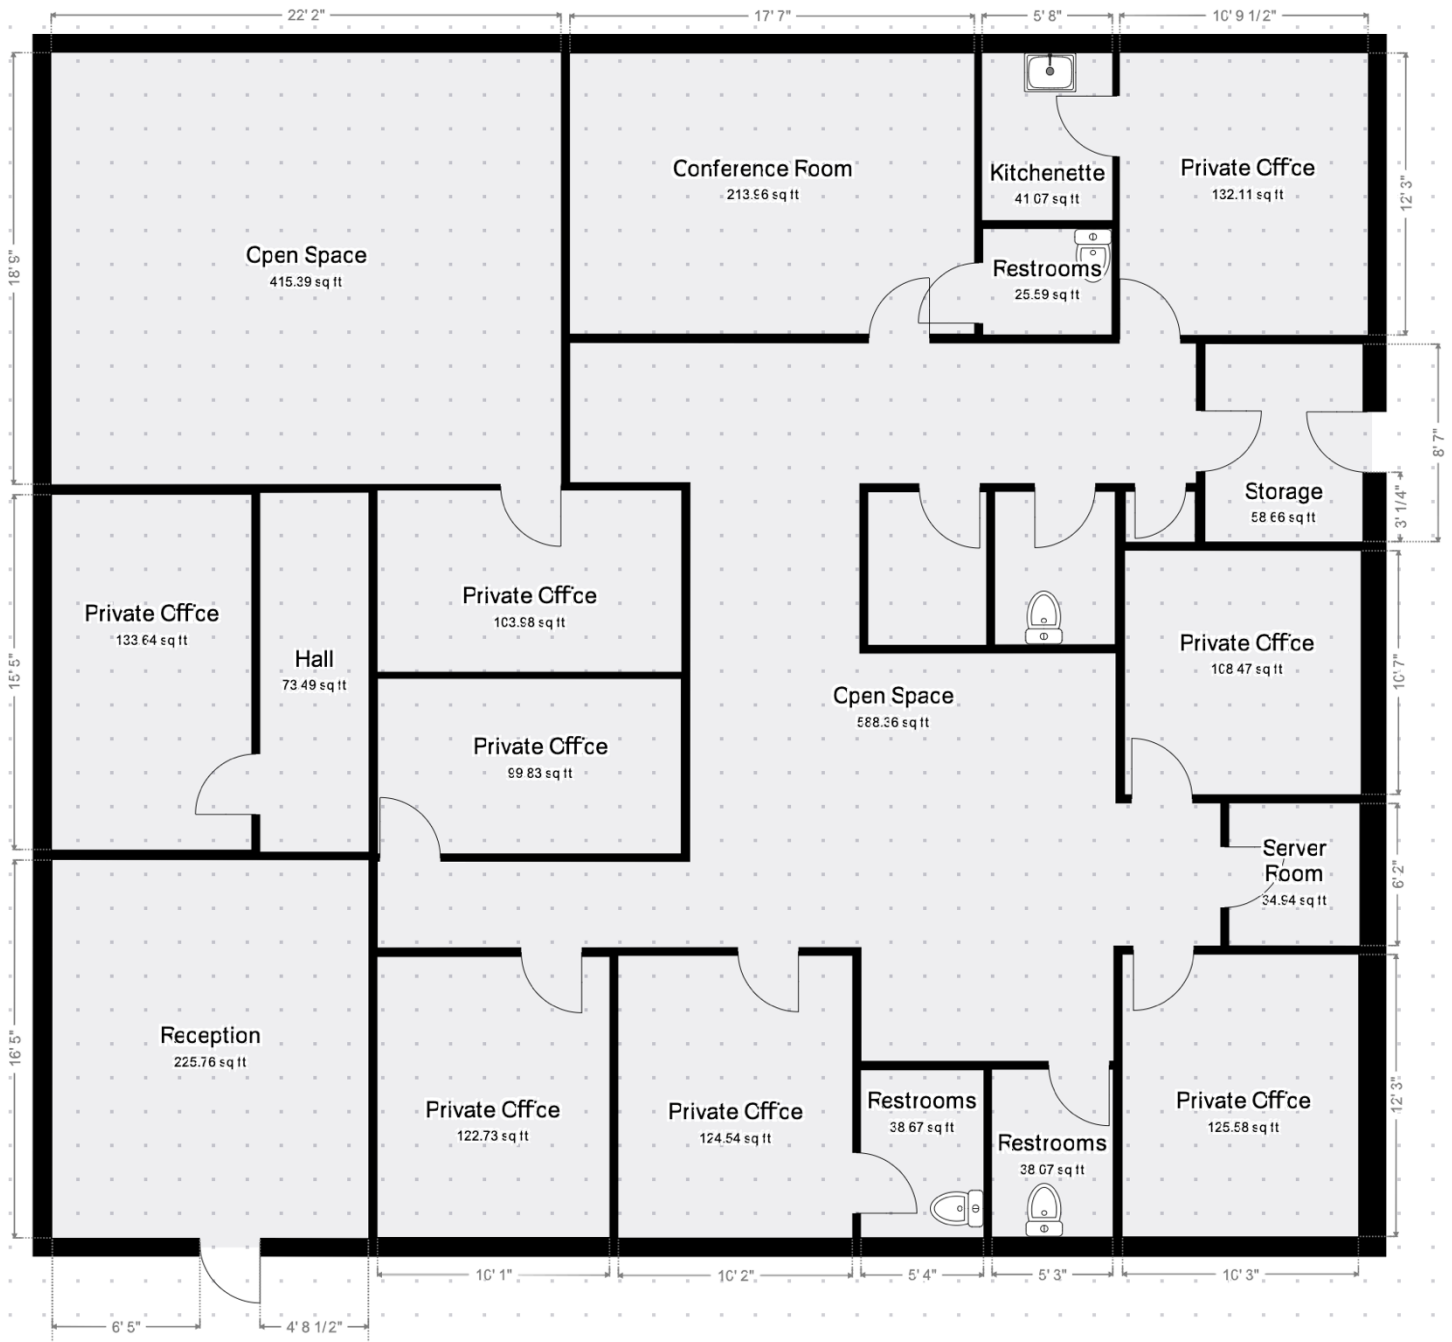 22' 2"
17' 7"
5' 8"
10' 9 1/2"
18' 9"
12' 3"
Open Space
415.39 sq ft
Conference Room
213.96 sq ft
Kitchenette
41.07 sq ft
Private Office
132.11 sq ft
Restrooms
25.59 sq ft
8' 7"
Storage
58.66 sq ft
3' 1/4"
15' 5"
Private Office
133.64 sq ft
Hall
73.49 sq ft
Private Office
103.98 sq ft
Private Office
99.83 sq ft
Open Space
588.36 sq ft
Private Office
108.47 sq ft
10' 7"
Server
Room
34.94 sq ft
6' 2"
16' 5"
Reception
225.76 sq ft
Private Office
122.73 sq ft
Private Office
124.54 sq ft
Restrooms
38.67 sq ft
Restrooms
38.07 sq ft
Private Office
125.58 sq ft
12' 3"
10' 1"
10' 2"
5' 4"
5' 3"
10' 3"
6' 5"
4' 8 1/2"